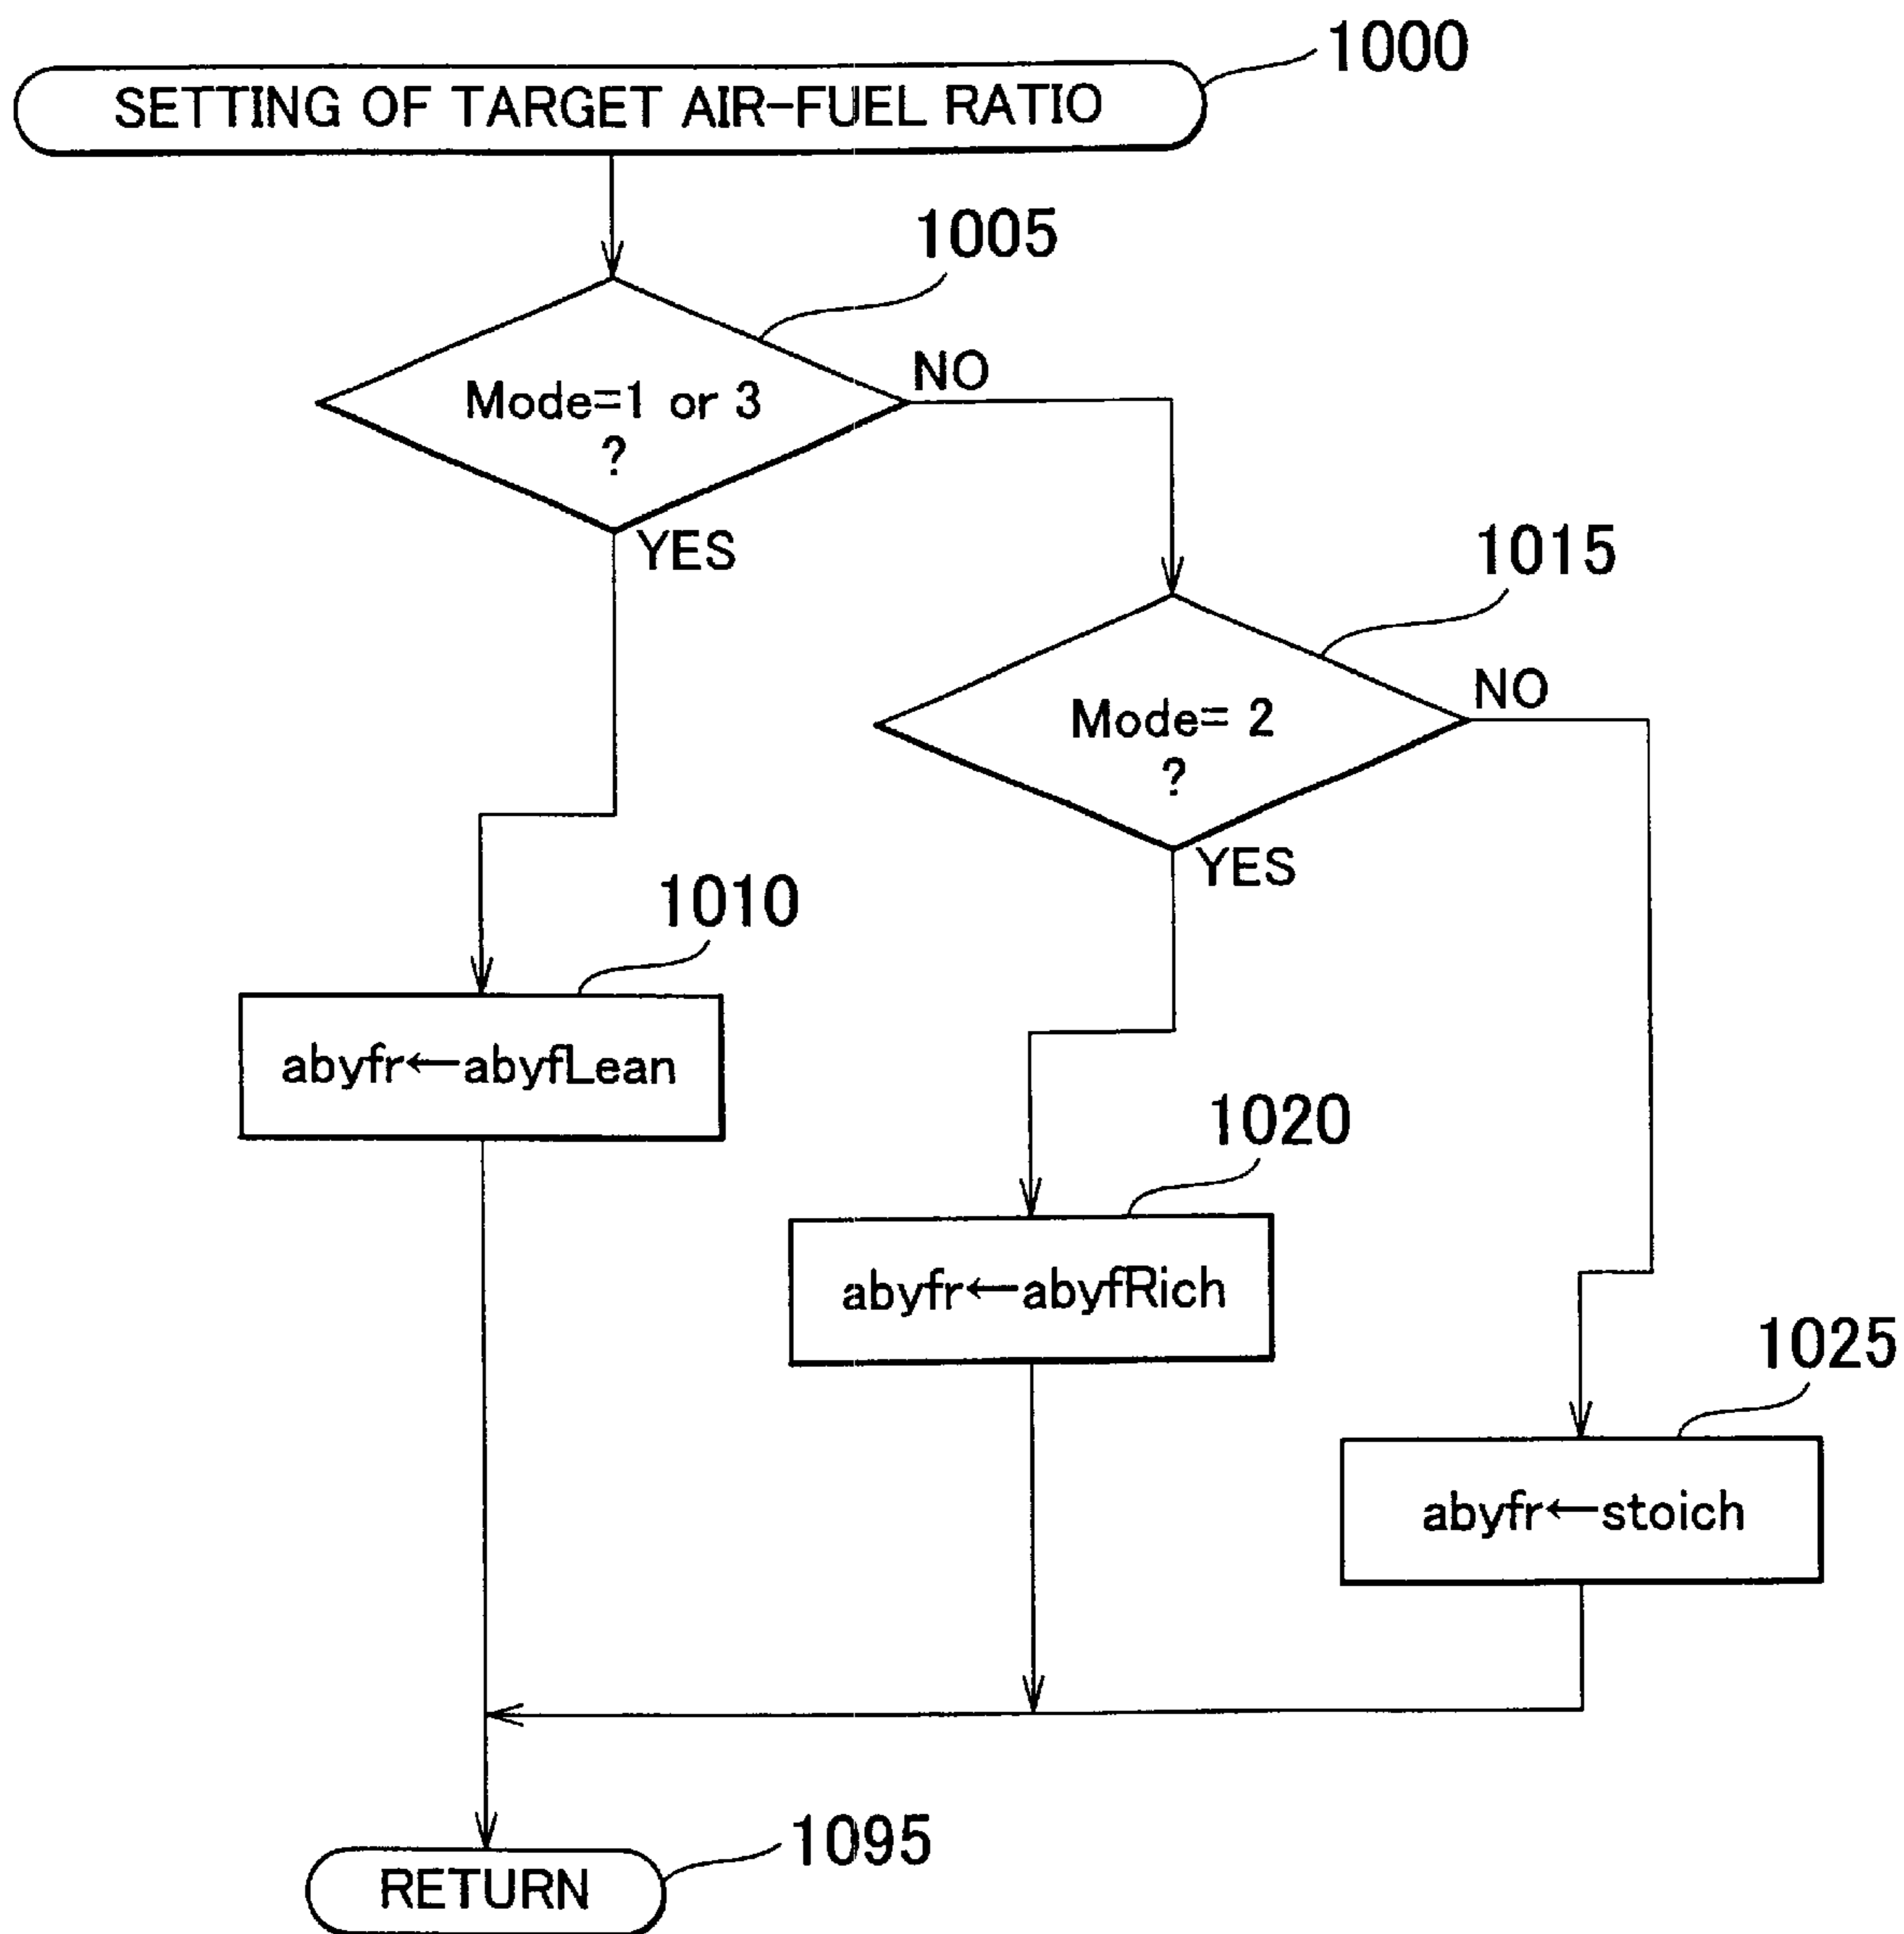 1000
SETTING OF TARGET AIR-FUEL RATIO
1005
Mode=1 or 3
?
NO
YES
1015
Mode= 2
?
NO
YES
1010
abyfr←abyfLean
1020
abyfr←abyfRich
1025
abyfr←stoich
1095
RETURN